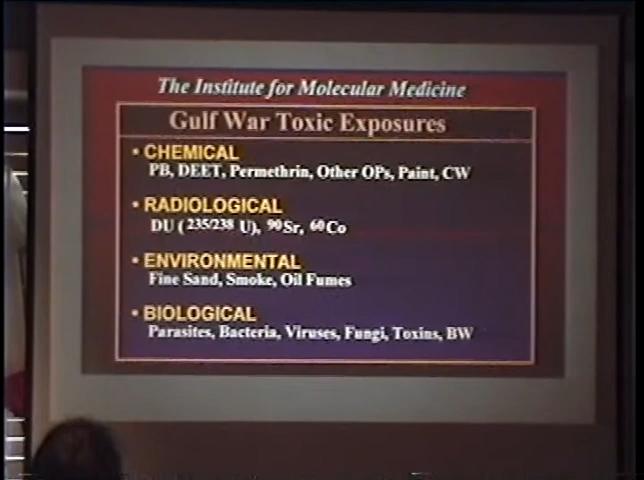 The Institute for Molecular Medicine
Gulf War Toxic Exposures
• CHEMICAL
PB, DEET, Permethrin, Other OPs, Paint, CW
• RADIOLOGICAL
DU (235/238 U), 90Sr, 60Co
• ENVIRONMENTAL
Fine Sand, Smoke, Oil Fumes
• BIOLOGICAL
Parasites, Bacteria, Viruses, Fungi, Toxins, BW